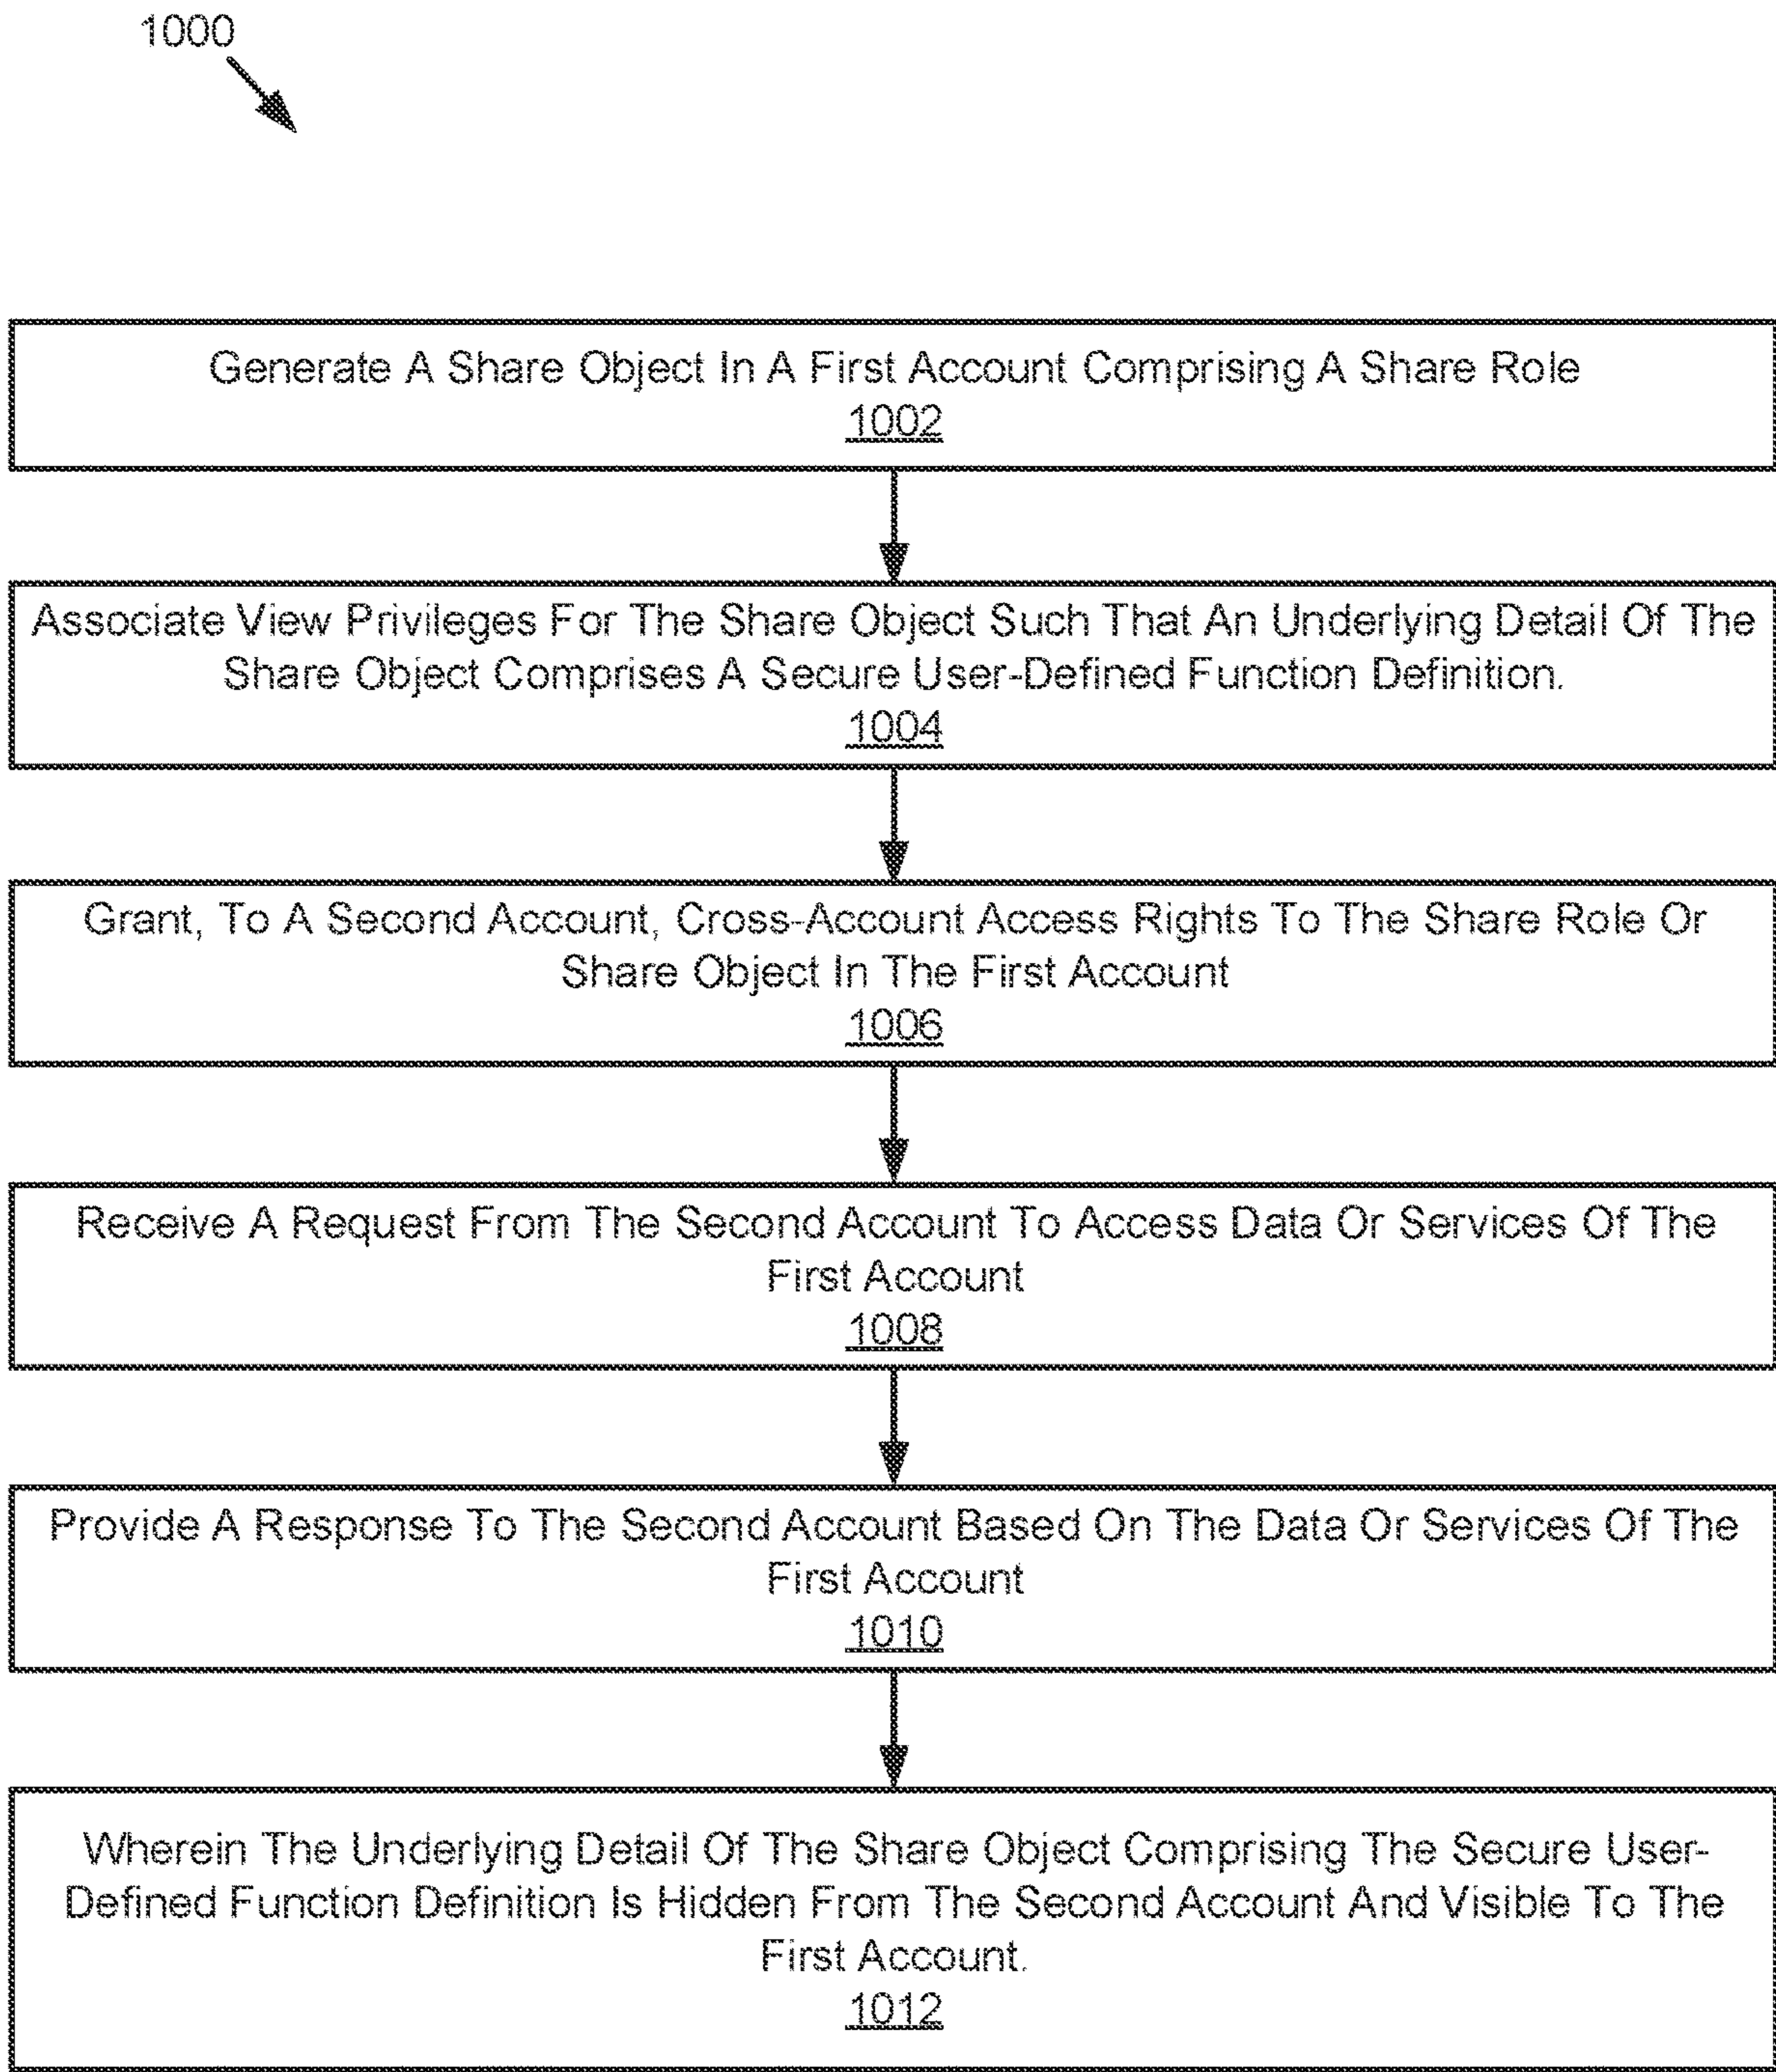 1000
Generate A Share Object In A First Account Comprising A Share Role
1002
Associate View Privileges For The Share Object Such That An Underlying Detail Of The
Share Object Comprises A Secure User-Defined Function Definition.
1004
Grant, To A Second Account, Cross-Account Access Rights To The Share Role Or
Share Object In The First Account
1006
Receive A Request From The Second Account To Access Data Or Services Of The
First Account
1008
Provide A Response To The Second Account Based On The Data Or Services Of The
First Account
1010
Wherein The Underlying Detail Of The Share Object Comprising The Secure User-
Defined Function Definition Is Hidden From The Second Account And Visible To The
First Account.
1012